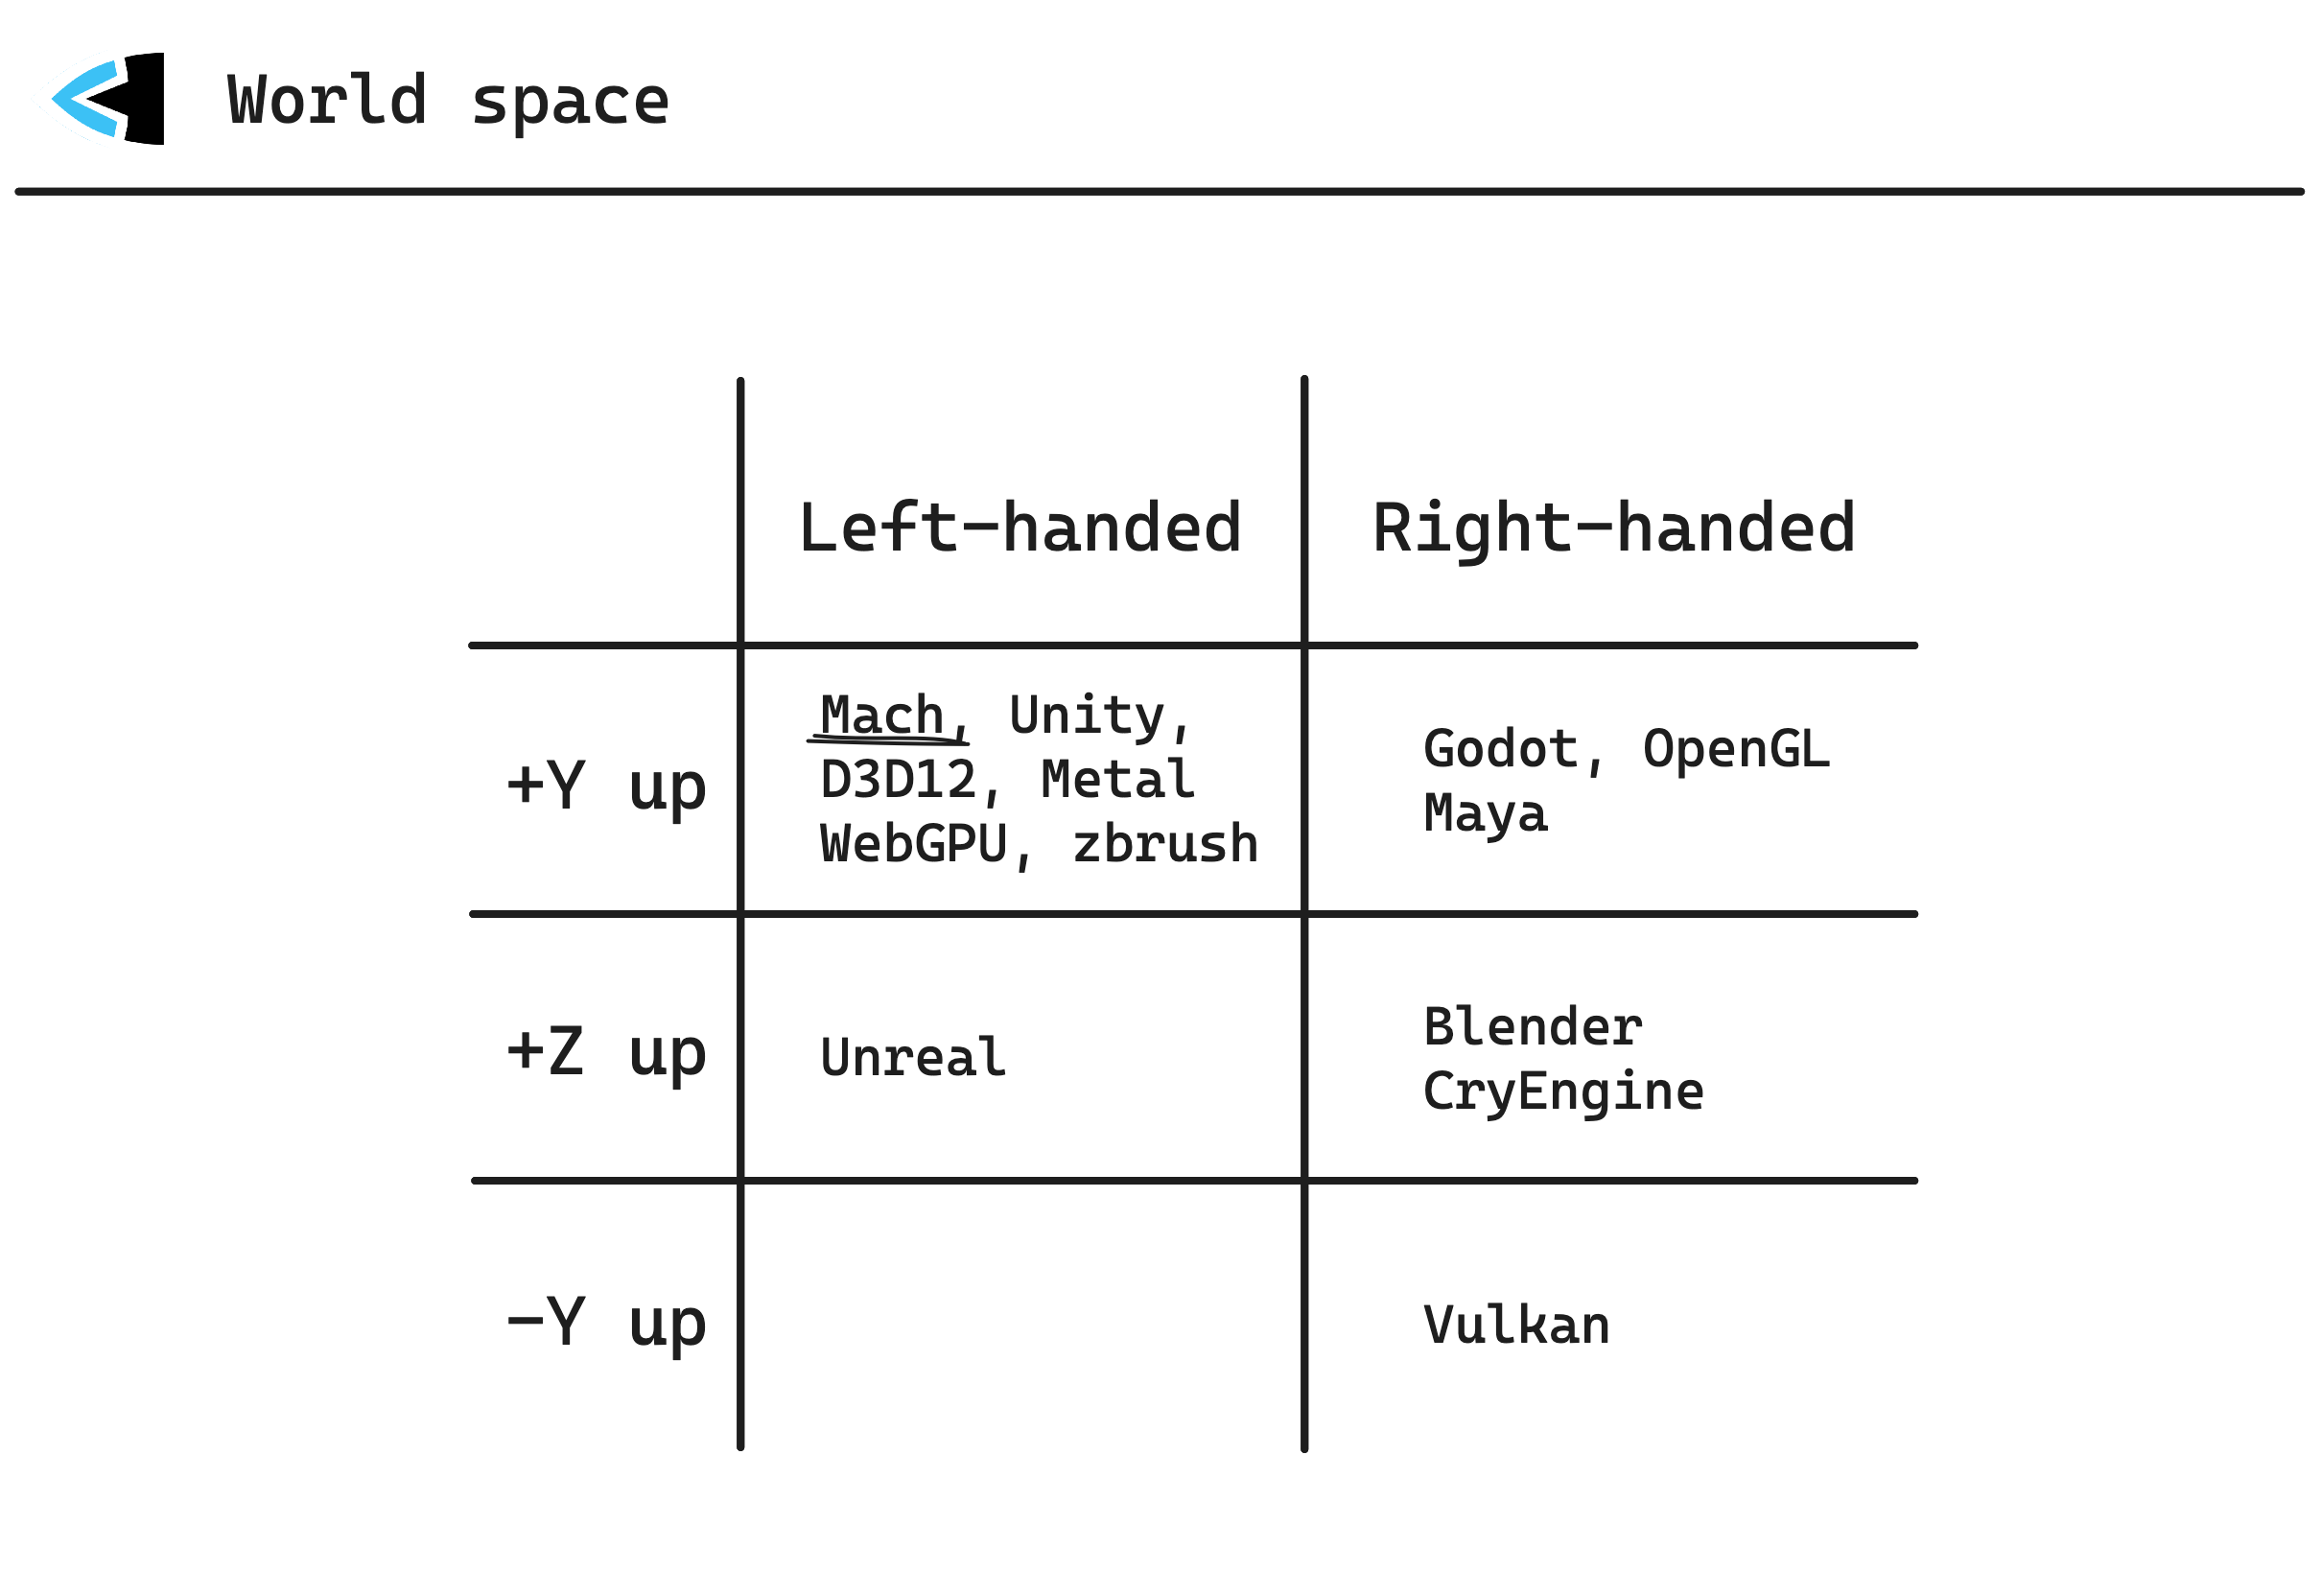 World space
Left-handed
Right-handed
+Y up
Mach, Unity,
D3D12, Metal
WebGPU, zbrush
Godot, OpenGL
Maya
+Z up
Unreal
Blender
CryEngine
-Y up
Vulkan